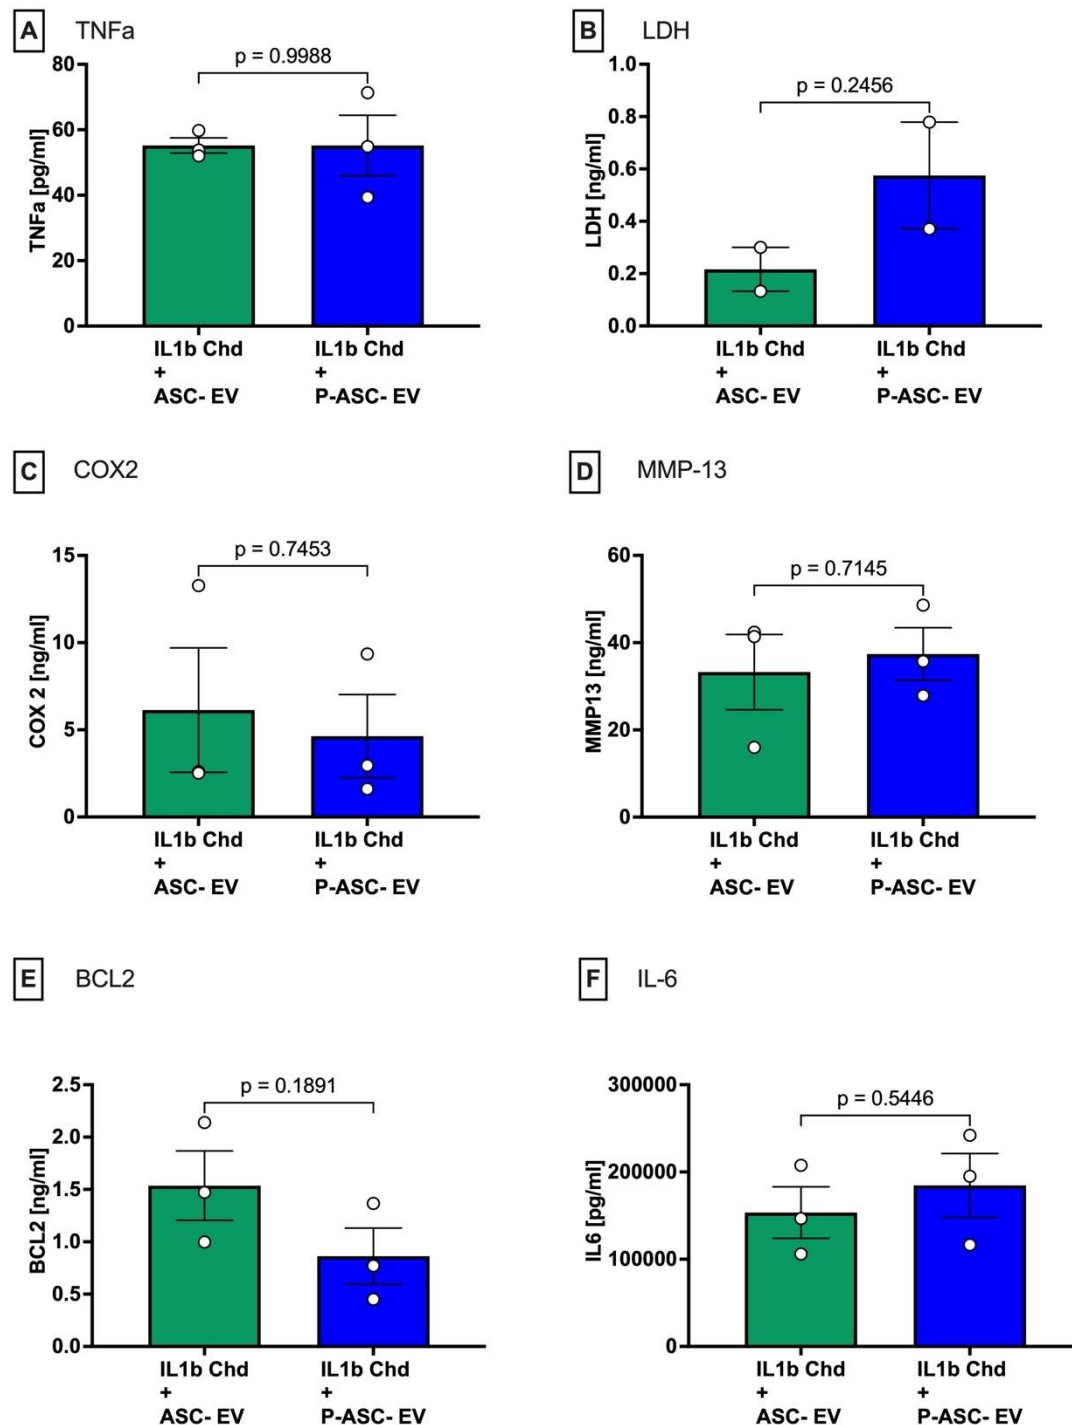 A TNFa
80
60
40
20
0
TNFa [pg/ml]
p = 0.9988
IL1b Chd
+
ASC- EV
IL1b Chd
+
P-ASC- EV
B LDH
1.0
0.8
0.6
0.4
0.2
0.0
LDH [ng/ml]
p = 0.2456
IL1b Chd
+
ASC- EV
IL1b Chd
+
P-ASC- EV
C COX2
15
10
5
0
COX 2 [ng/ml]
p = 0.7453
IL1b Chd
+
ASC- EV
IL1b Chd
+
P-ASC- EV
D MMP-13
60
40
20
0
MMP13 [ng/ml]
p = 0.7145
IL1b Chd
+
ASC- EV
IL1b Chd
+
P-ASC- EV
E BCL2
2.5
2.0
1.5
1.0
0.5
0.0
BCL2 [ng/ml]
p = 0.1891
IL1b Chd
+
ASC- EV
IL1b Chd
+
P-ASC- EV
F IL-6
300000
200000
100000
0
IL6 [pg/ml]
p = 0.5446
IL1b Chd
+
ASC- EV
IL1b Chd
+
P-ASC- EV